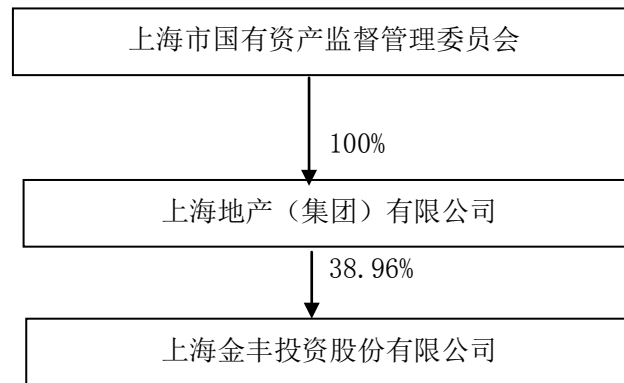 上海市国有资产监督管理委员会
100%
上海地产（集团）有限公司
38.96%
上海金丰投资股份有限公司